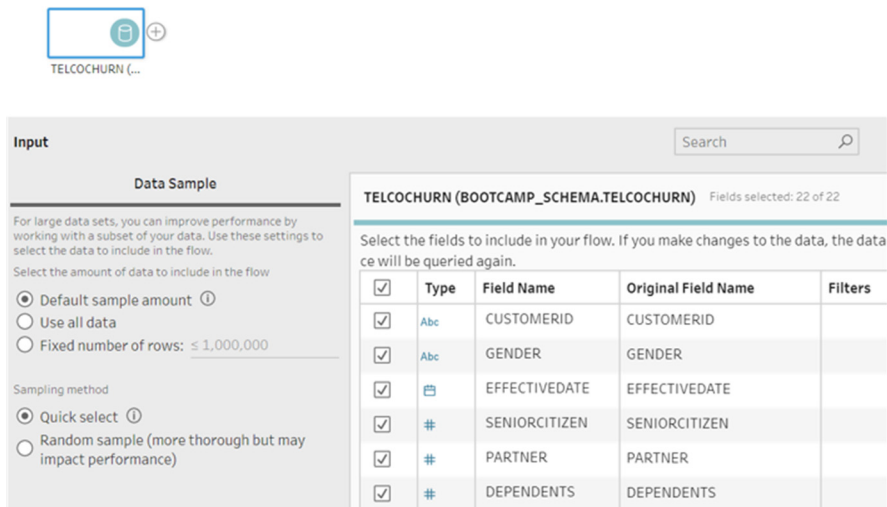 TELCOCHURN (...
Input
Search
Data Sample
For large data sets, you can improve performance by
working with a subset of your data. Use these settings to
select the data to include in the flow.
Select the amount of data to include in the flow
Default sample amount
Use all data
Fixed number of rows: ≤ 1,000,000
Sampling method
Quick select
Random sample (more thorough but may
impact performance)
TELCOCHURN (BOOTCAMP_SCHEMA.TELCOCHURN) Fields selected: 22 of 22
Select the fields to include in your flow. If you make changes to the data, the data
ce will be queried again.
Type Field Name Original Field Name Filters
Abc CUSTOMERID CUSTOMERID
Abc GENDER GENDER
EFFECTIVEDATE EFFECTIVEDATE
# SENIORCITIZEN SENIORCITIZEN
# PARTNER PARTNER
# DEPENDENTS DEPENDENTS